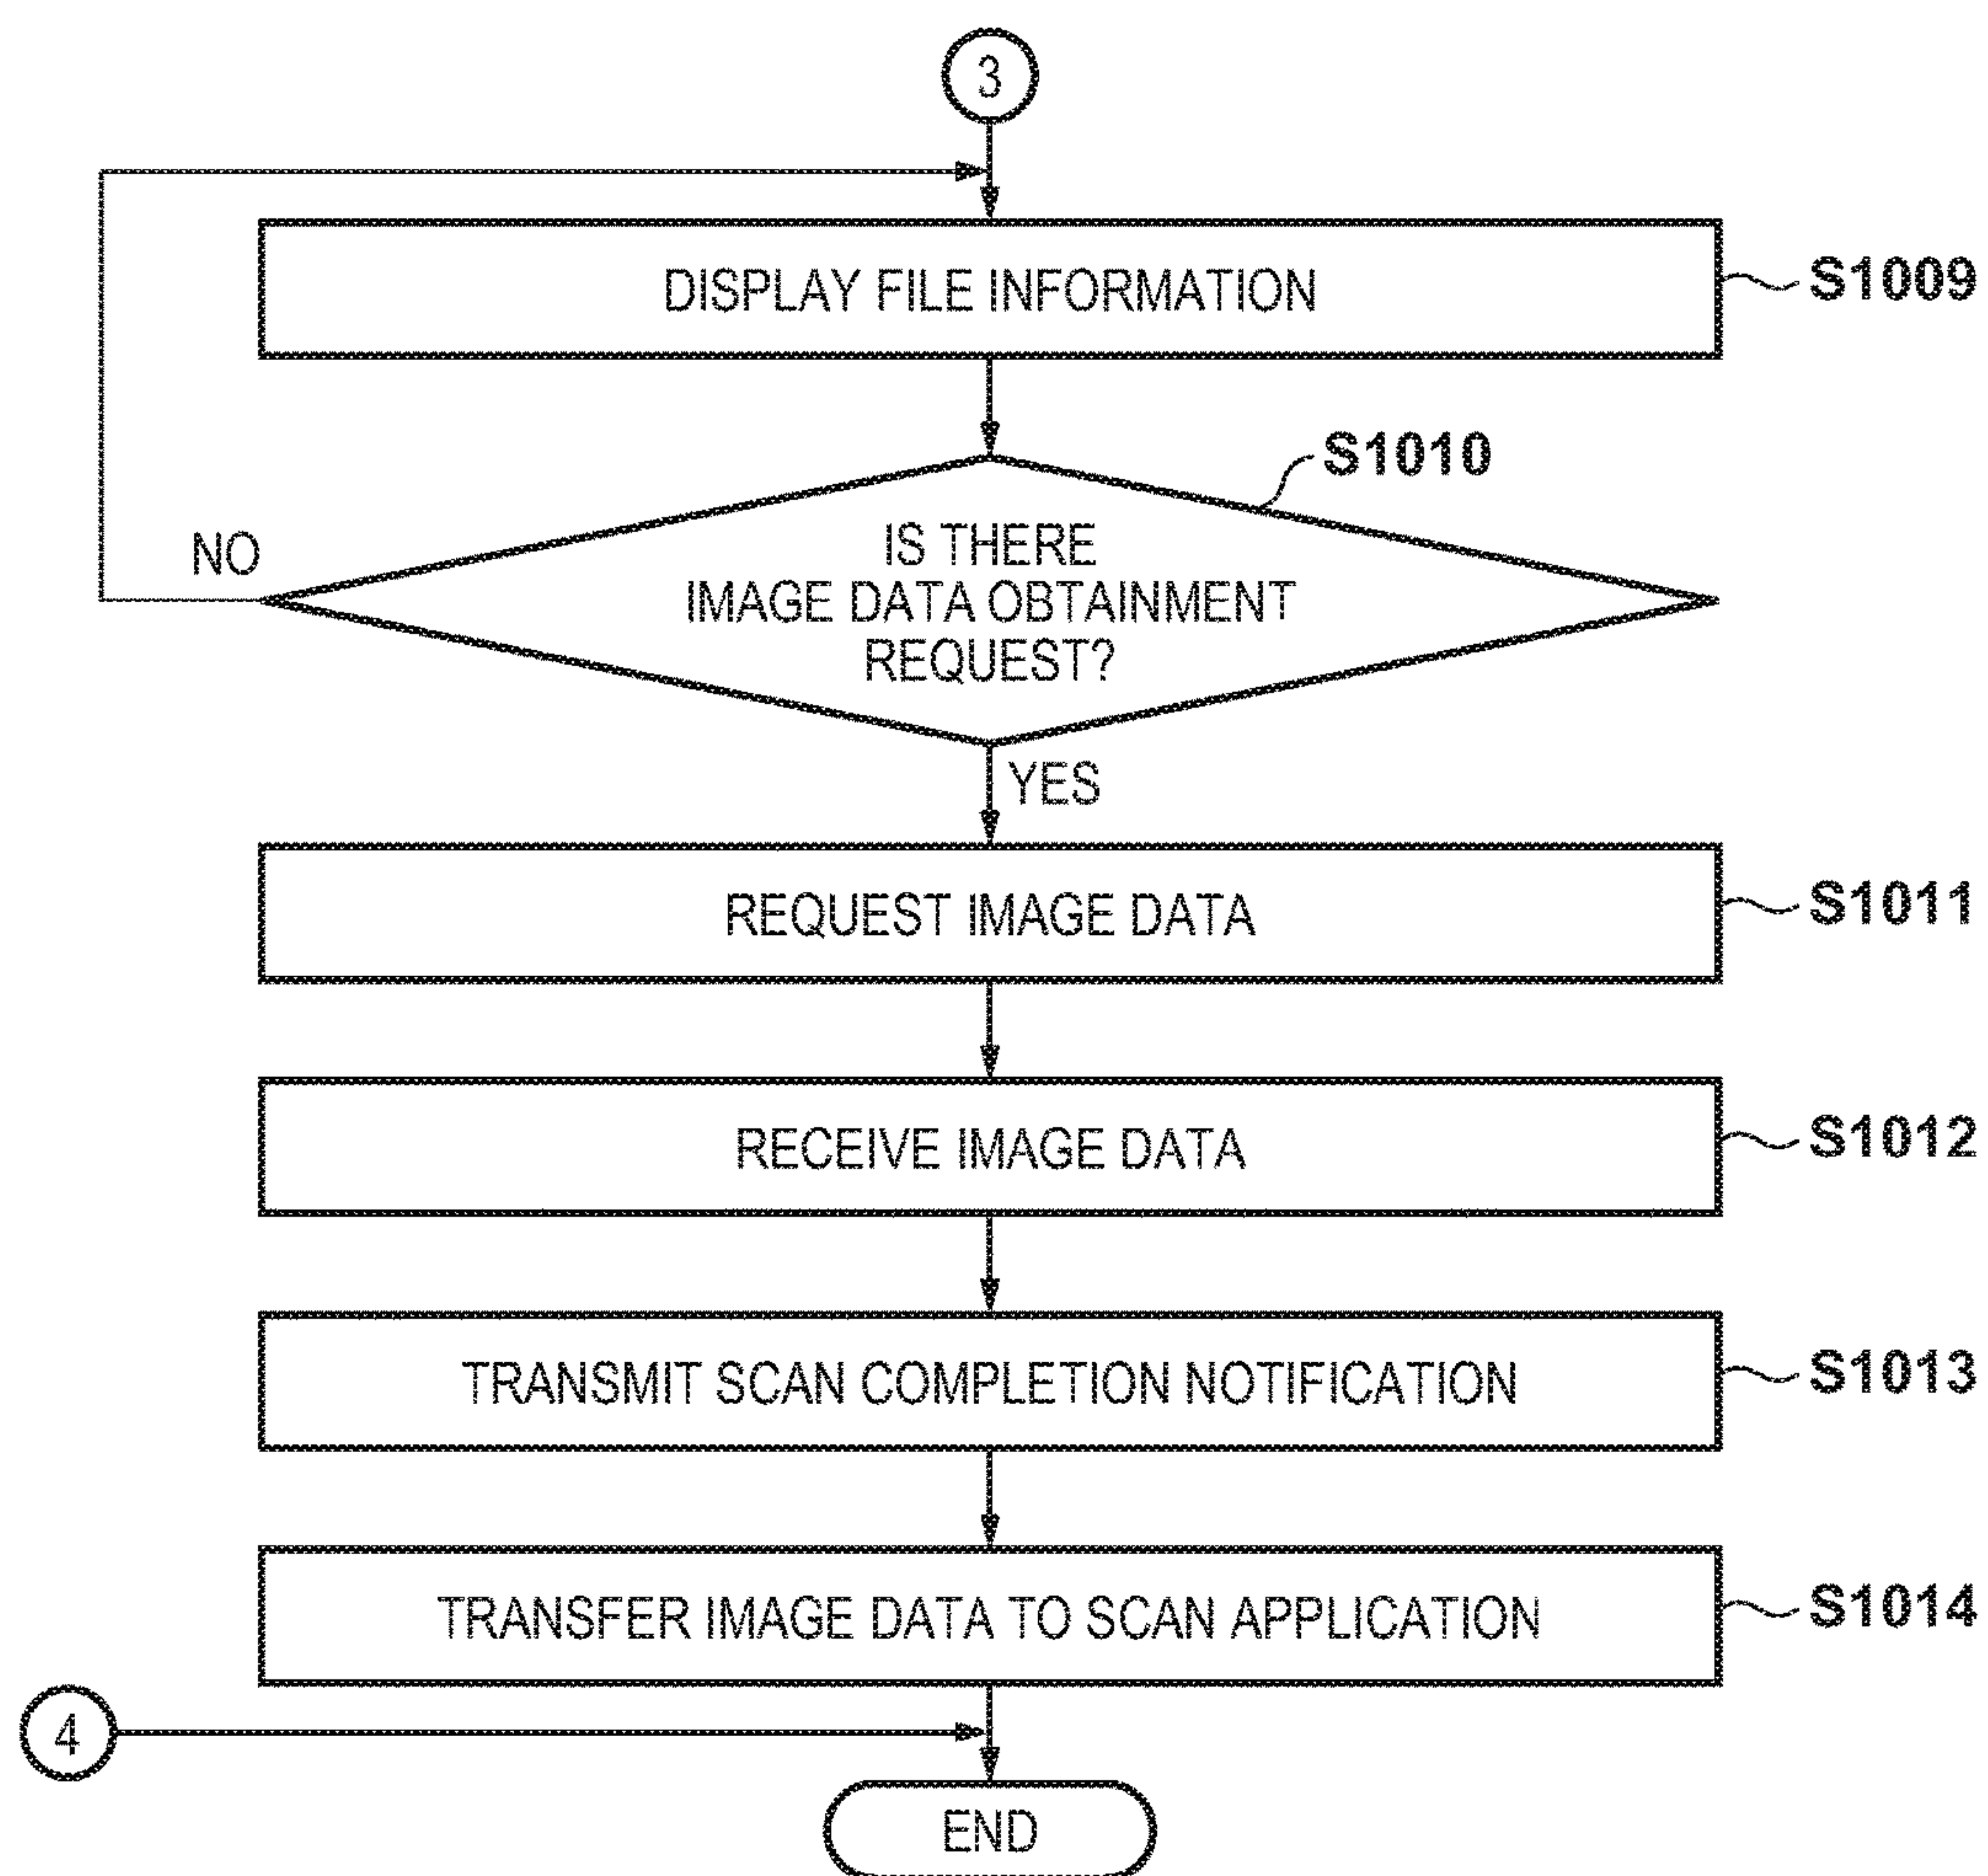 3
DISPLAY FILE INFORMATION
S1009
S1010
IS THERE
IMAGE DATA OBTAINMENT
REQUEST?
NO
YES
REQUEST IMAGE DATA
S1011
RECEIVE IMAGE DATA
S1012
TRANSMIT SCAN COMPLETION NOTIFICATION
S1013
TRANSFER IMAGE DATA TO SCAN APPLICATION
S1014
4
END